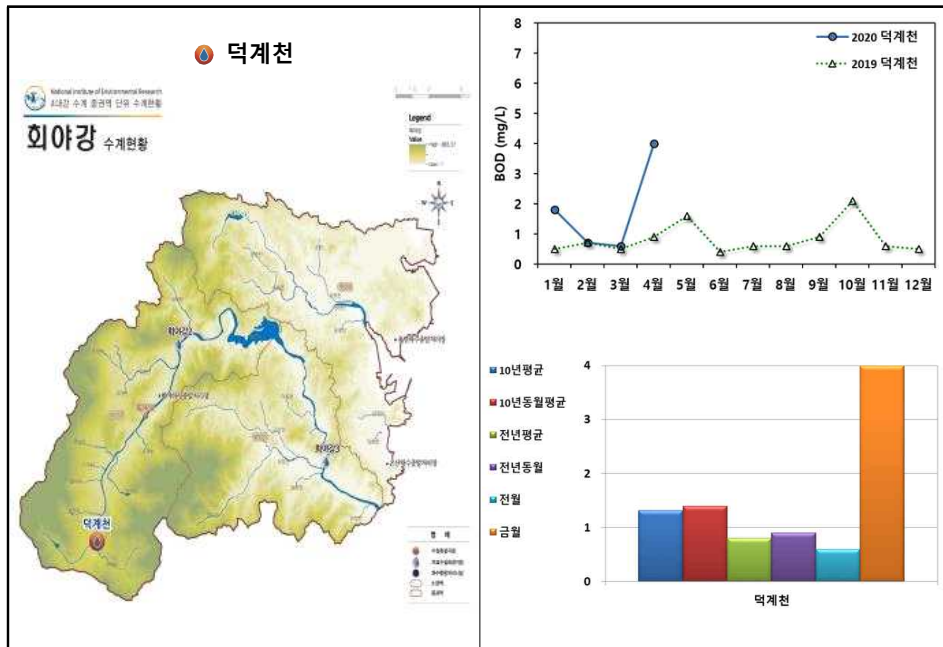 덕계천
National Institute of Environmental Research
4대강 수계 중권역 단위 수계현황
회야강 수계현황
Legend
Value
N
W
E
S
회야강2
회야강3
덕계천
범 례
8
7
6
5
4
3
2
1
0
BOD (mg/L)
2020 덕계천
2019 덕계천
1월 2월 3월 4월 5월 6월 7월 8월 9월 10월 11월 12월
10년평균
10년동월평균
전년평균
전년동월
전월
금월
4
3
2
1
0
덕계천